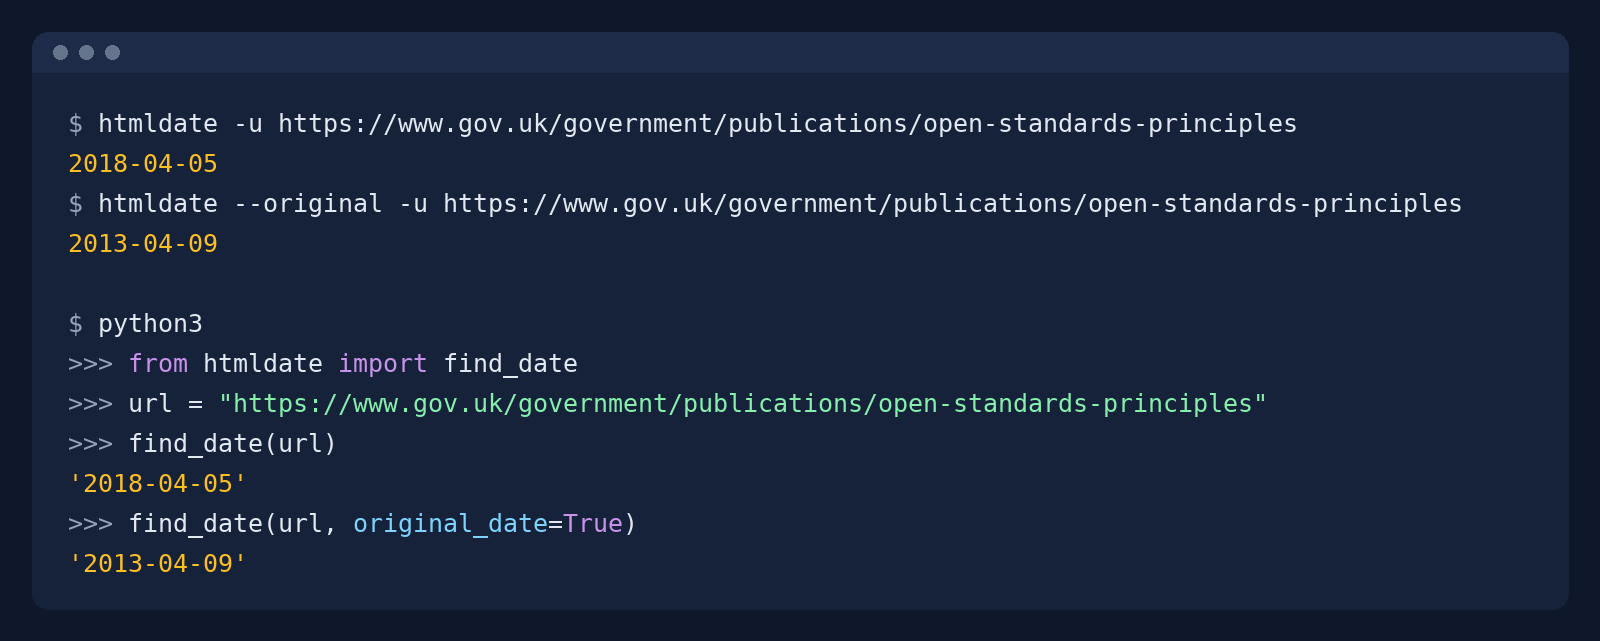 $ htmldate -u https://www.gov.uk/government/publications/open-standards-principles
2018-04-05
$ htmldate --original -u https://www.gov.uk/government/publications/open-standards-principles
2013-04-09
$ python3
>>> from htmldate import find_date
>>> url = "https://www.gov.uk/government/publications/open-standards-principles"
>>> find_date(url)
'2018-04-05'
>>> find_date(url, original_date=True)
'2013-04-09'